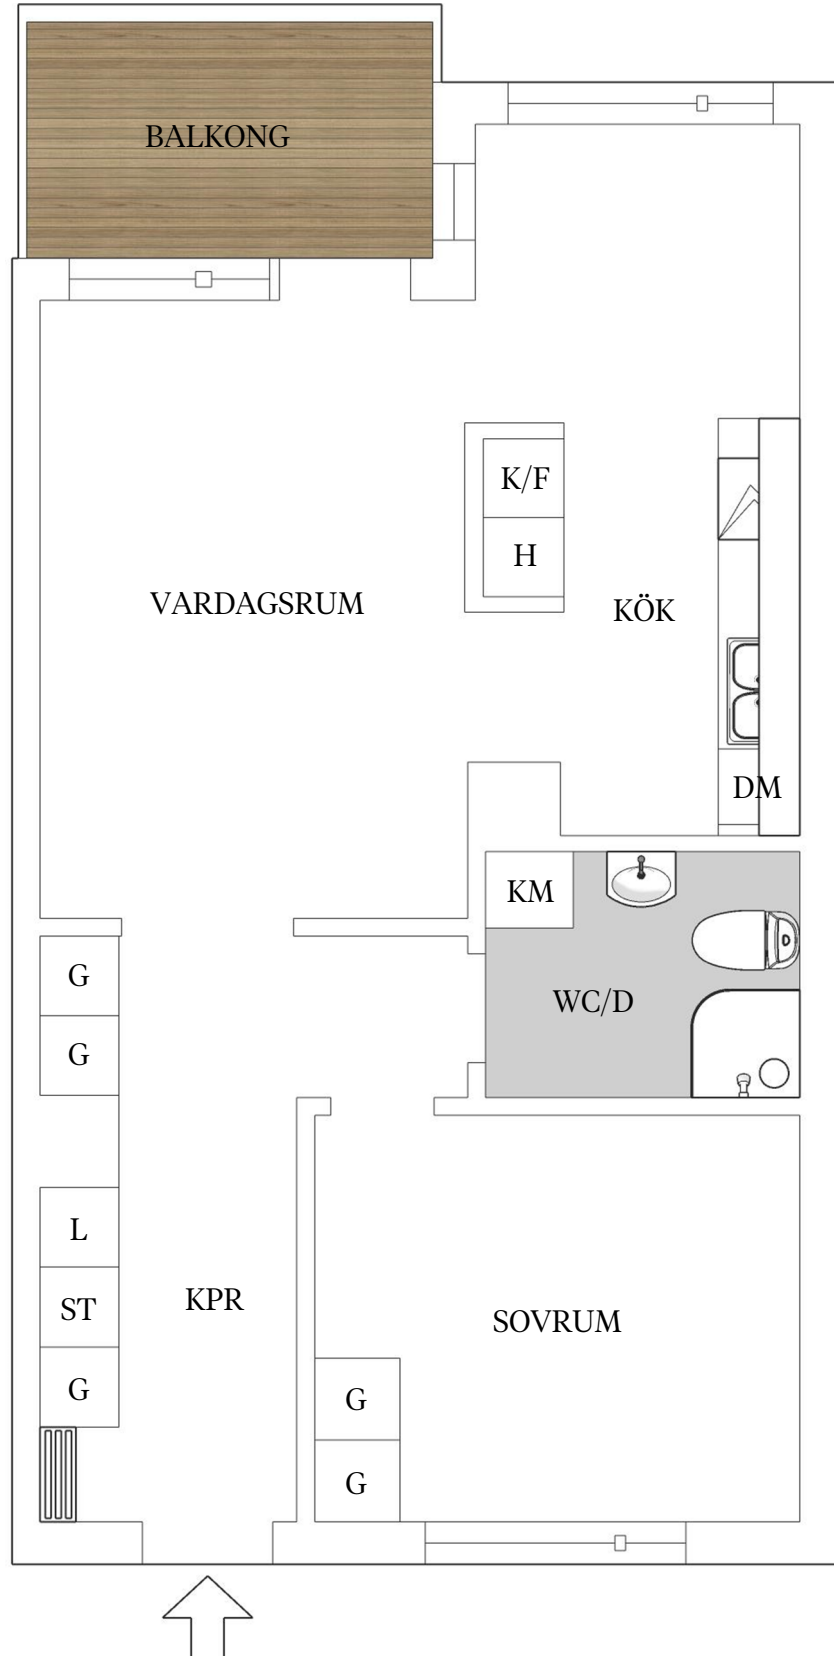 BALKONG
K/F
H
VARDAGSRUM
KÖK
DM
KM
G
WC/D
G
L
KPR
ST
SOVRUM
G
G
G